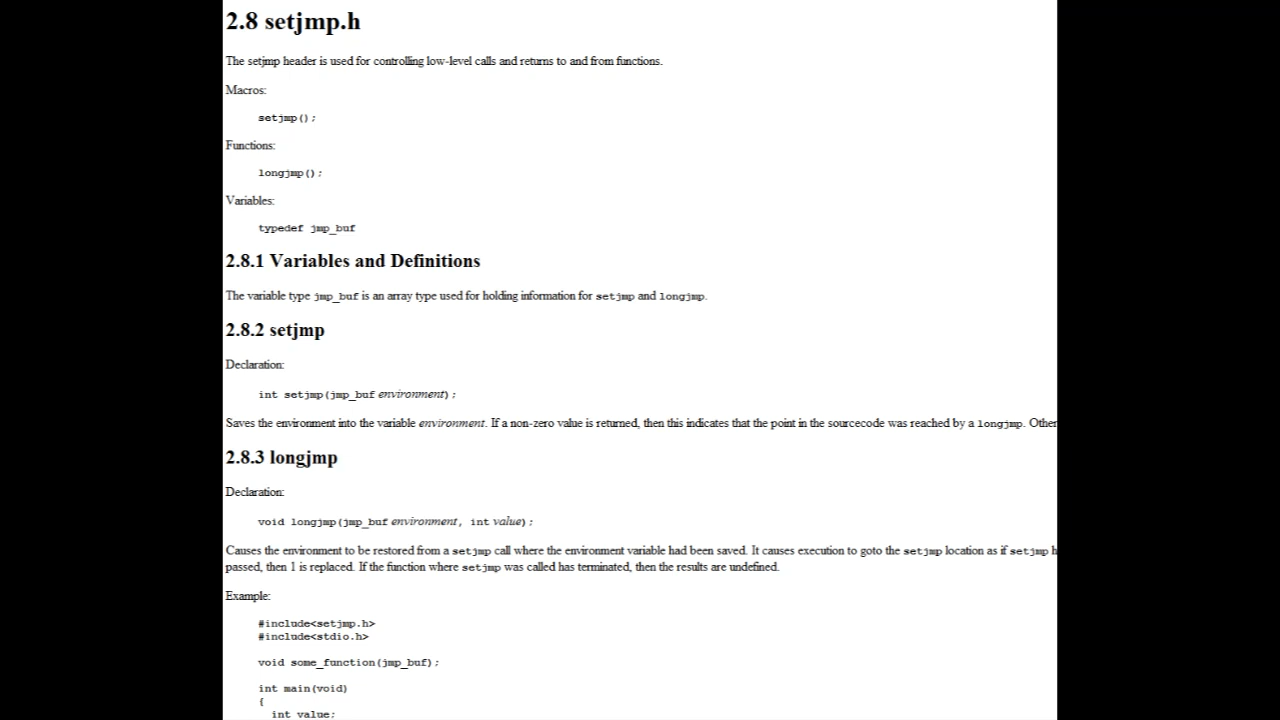 2.8 setjmp.h
The setjmp header is used for controlling low-level calls and returns to and from functions.
Macros:
setjmp();
Functions:
longjmp();
Variables:
typedef jmp_buf
2.8.1 Variables and Definitions
The variable type jmp_buf is an array type used for holding information for setjmp and longjmp.
2.8.2 setjmp
Declaration:
int setjmp(jmp_buf environment);
Saves the environment into the variable environment. If a non-zero value is returned, then this indicates that the point in the sourcecode was reached by a longjmp. Other
2.8.3 longjmp
Declaration:
void longjmp(jmp_buf environment, int value);
Causes the environment to be restored from a setjmp call where the environment variable had been saved. It causes execution to goto the setjmp location as if setjmp h
passed, then 1 is replaced. If the function where setjmp was called has terminated, then the results are undefined.
Example:
#include<setjmp.h>
#include<stdio.h>
void some_function(jmp_buf);
int main(void)
{
int value;